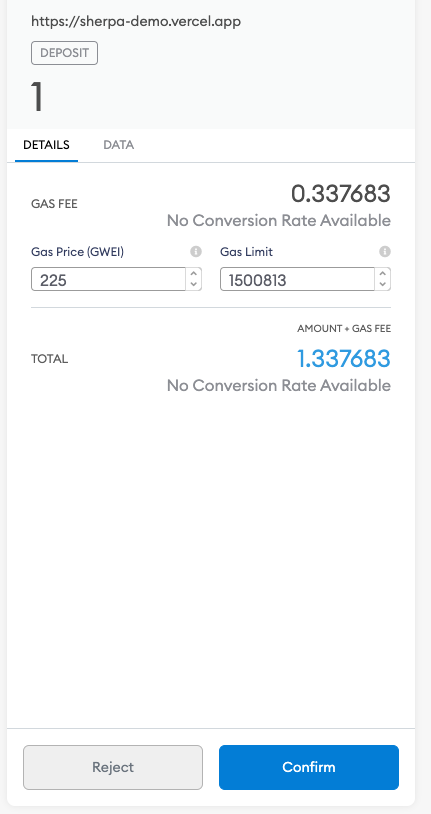 https://sherpa-demo.vercel.app
DEPOSIT
1
DETAILS DATA
GAS FEE 0.337683
No Conversion Rate Available
Gas Price (GWEI) Gas Limit
225 1500813
AMOUNT + GAS FEE
TOTAL 1.337683
No Conversion Rate Available
Reject Confirm